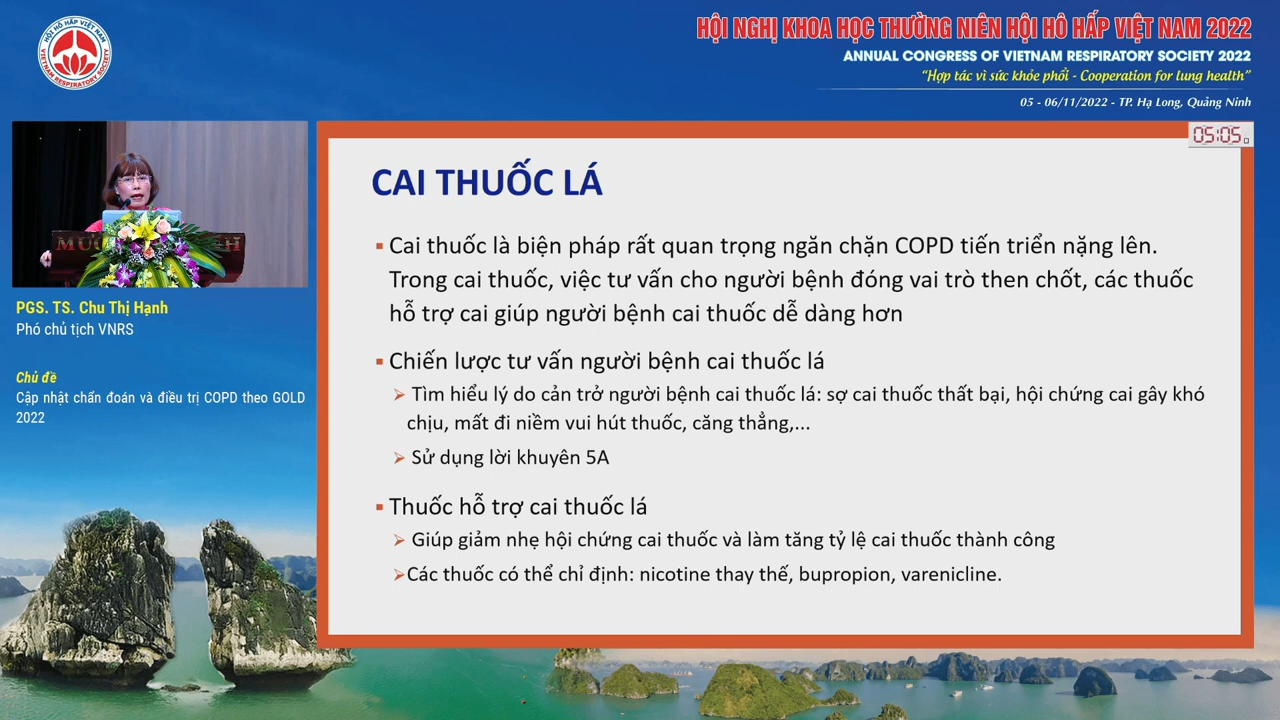 HỘI HÔ HẤP VIỆT NAM
VIETNAM RESPIRATORY SOCIETY
HỘI NGHỊ KHOA HỌC THƯỜNG NIÊN HỘI HÔ HẤP VIỆT NAM 2022
ANNUAL CONGRESS OF VIETNAM RESPIRATORY SOCIETY 2022
“Hợp tác vì sức khỏe phổi - Cooperation for lung health”
05 - 06/11/2022 - TP. Hạ Long, Quảng Ninh
PGS. TS. Chu Thị Hạnh
Phó chủ tịch VNRS
Chủ đề
Cập nhật chẩn đoán và điều trị COPD theo GOLD
2022
05:05
CAI THUỐC LÁ
▪ Cai thuốc là biện pháp rất quan trọng ngăn chặn COPD tiến triển nặng lên.
Trong cai thuốc, việc tư vấn cho người bệnh đóng vai trò then chốt, các thuốc
hỗ trợ cai giúp người bệnh cai thuốc dễ dàng hơn
▪ Chiến lược tư vấn người bệnh cai thuốc lá
➢ Tìm hiểu lý do cản trở người bệnh cai thuốc lá: sợ cai thuốc thất bại, hội chứng cai gây khó
chịu, mất đi niềm vui hút thuốc, căng thẳng,...
➢ Sử dụng lời khuyên 5A
▪ Thuốc hỗ trợ cai thuốc lá
➢ Giúp giảm nhẹ hội chứng cai thuốc và làm tăng tỷ lệ cai thuốc thành công
➢Các thuốc có thể chỉ định: nicotine thay thế, bupropion, varenicline.